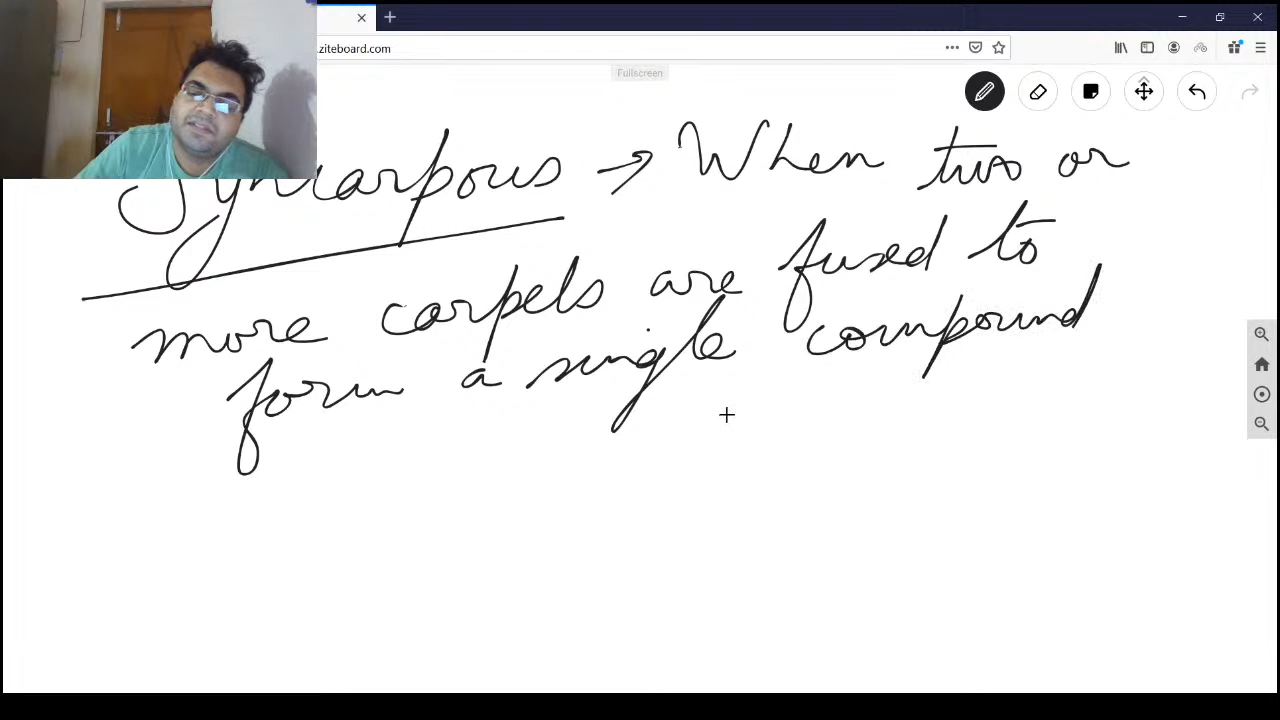 ziteboard.com
Fullscreen
Syncarpous → When two or
more carpels are fused to
form a single compound